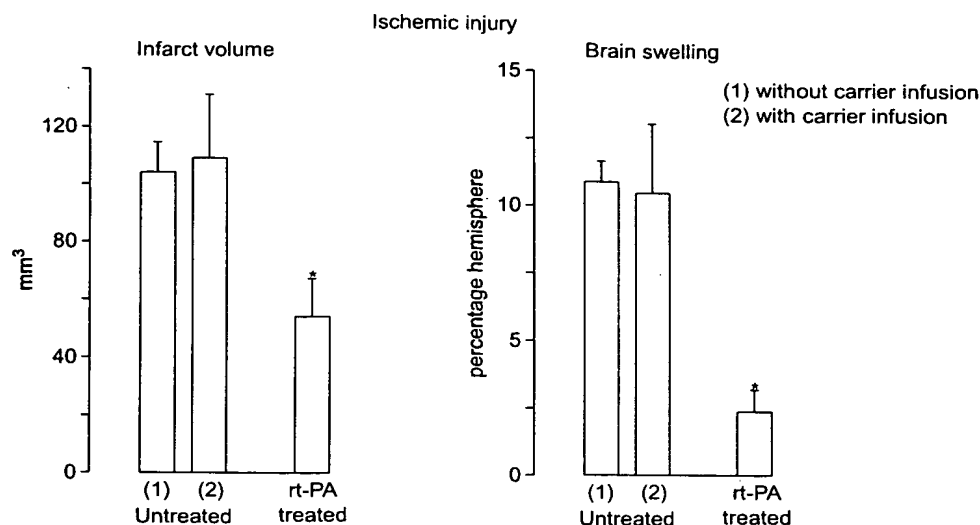 Ischemic injury
Infarct volume
mm³
120
80
40
0
*
(1) (2) rt-PA
Untreated treated
Brain swelling
percentage hemisphere
15
10
5
0
*
(1) (2) rt-PA
Untreated treated
(1) without carrier infusion
(2) with carrier infusion